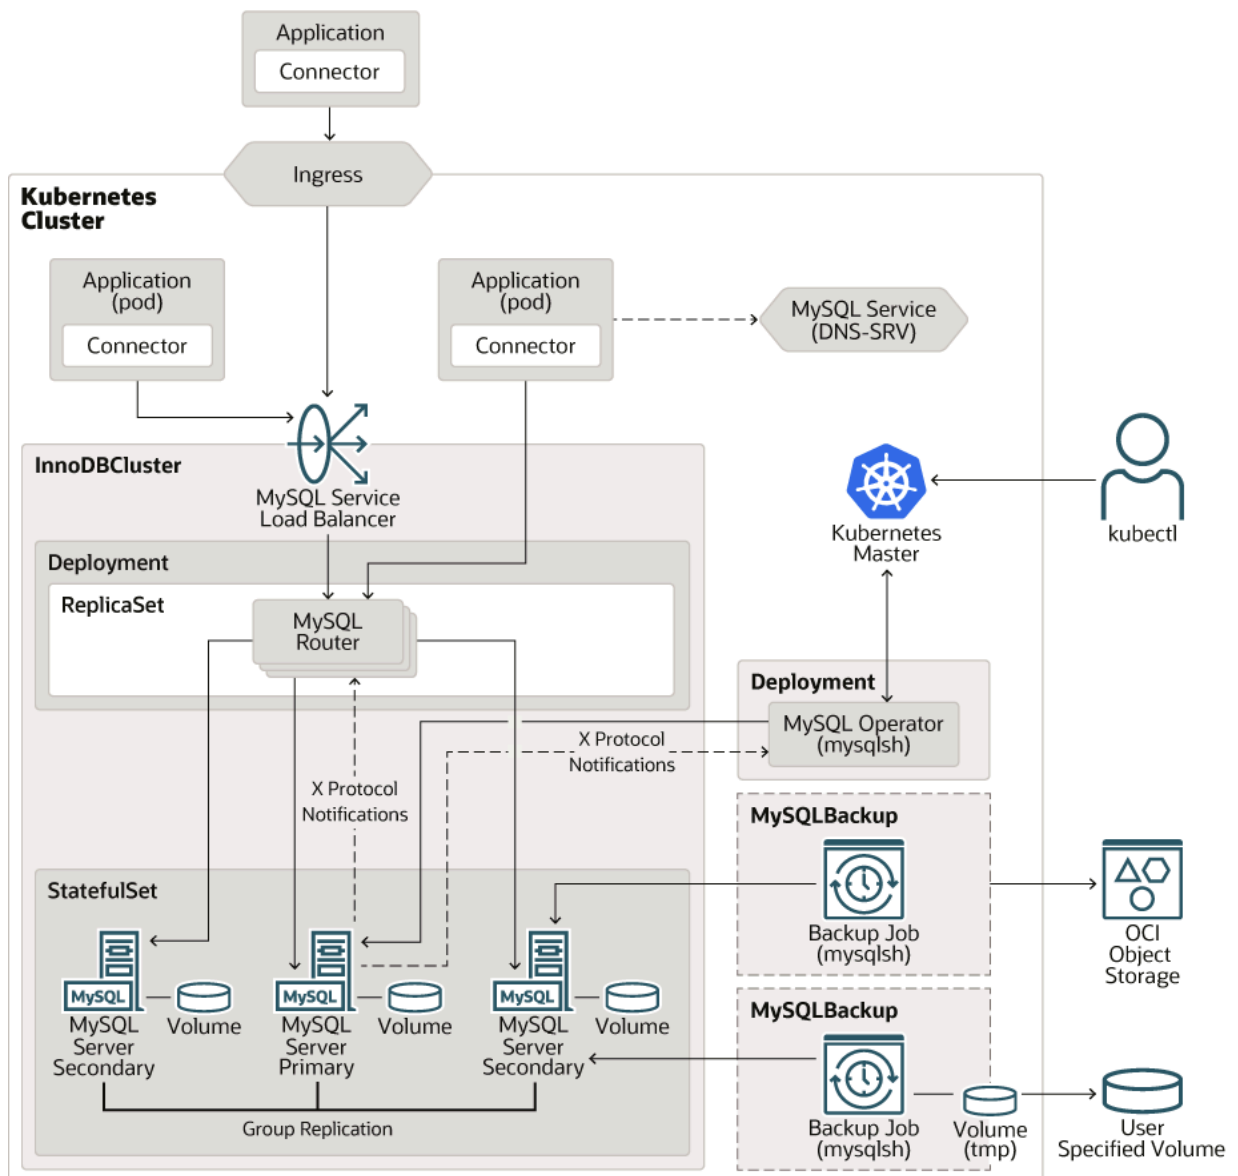 Application
Connector
Ingress
Kubernetes
Cluster
Application
(pod)
Connector
Application
(pod)
Connector
MySQL Service
(DNS-SRV)
InnoDBCluster
MySQL Service
Load Balancer
Kubernetes
Master
kubectl
Deployment
ReplicaSet
MySQL
Router
Deployment
MySQL Operator
(mysqlsh)
X Protocol
Notifications
X Protocol
Notifications
MySQLBackup
Backup Job
(mysqlsh)
OCI
Object
Storage
StatefulSet
MySQL
MySQL
Server
Secondary
Volume
MySQL
MySQL
Server
Primary
Volume
MySQL
MySQL
Server
Secondary
Volume
Group Replication
MySQLBackup
Backup Job
(mysqlsh)
Volume
(tmp)
User
Specified Volume